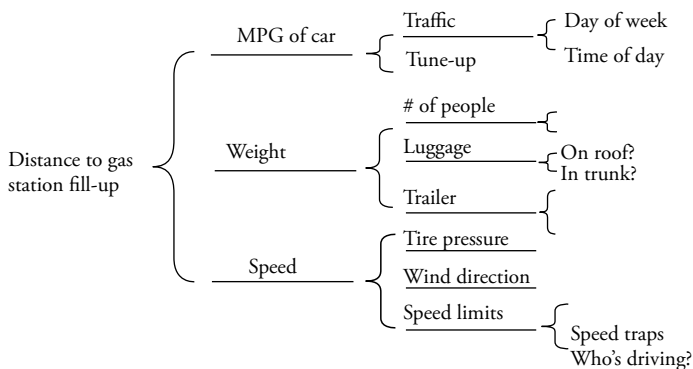 Distance to gas
station fill-up
MPG of car
Traffic
Day of week
Time of day
Tune-up
Weight
# of people
Luggage
On roof?
In trunk?
Trailer
Speed
Tire pressure
Wind direction
Speed limits
Speed traps
Who's driving?